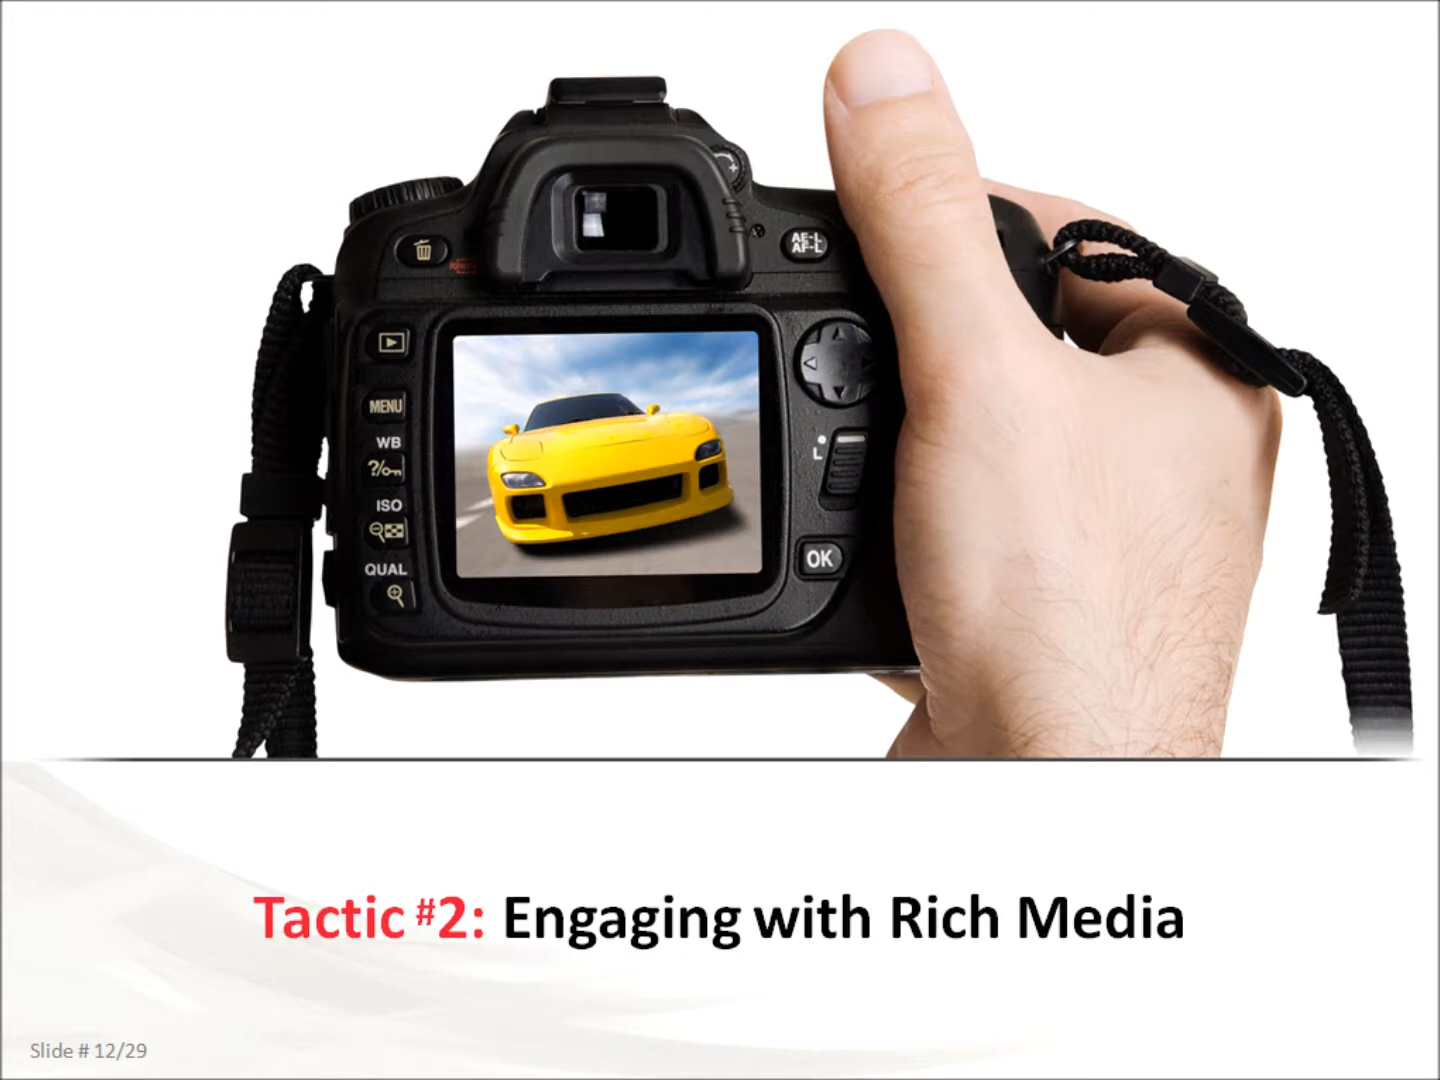 AE-L
AF-L
MENU
WB
?/
ISO
L
QUAL
OK
Tactic #2: Engaging with Rich Media
Slide # 12/29